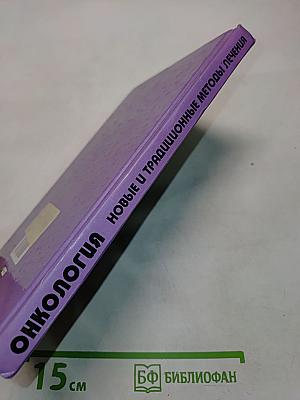 ОНКОЛОГИЯ НОВЫЕ И ТРАДИЦИОННЫЕ МЕТОДЫ ЛЕЧЕНИЯ
15 см
БФ БИБЛИОФАН